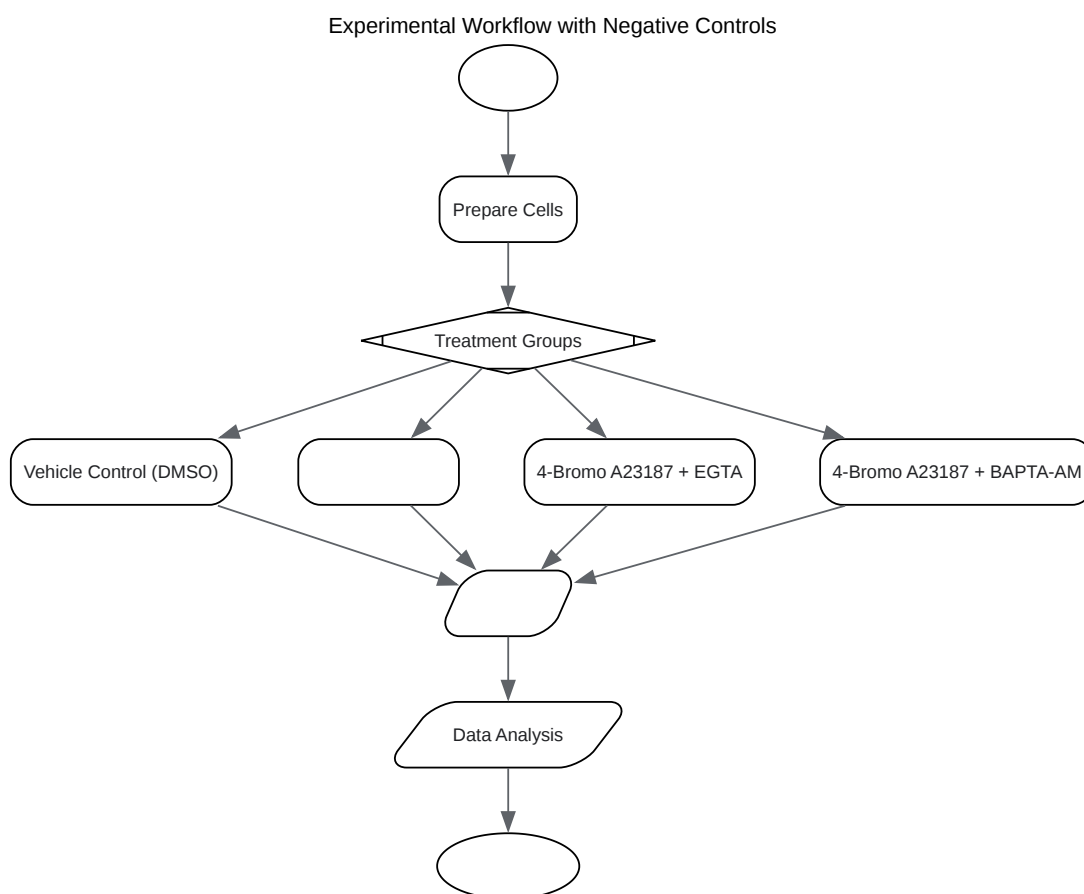 Experimental Workflow with Negative Controls
Prepare Cells
Treatment Groups
Vehicle Control (DMSO)
4-Bromo A23187 + EGTA
4-Bromo A23187 + BAPTA-AM
Data Analysis